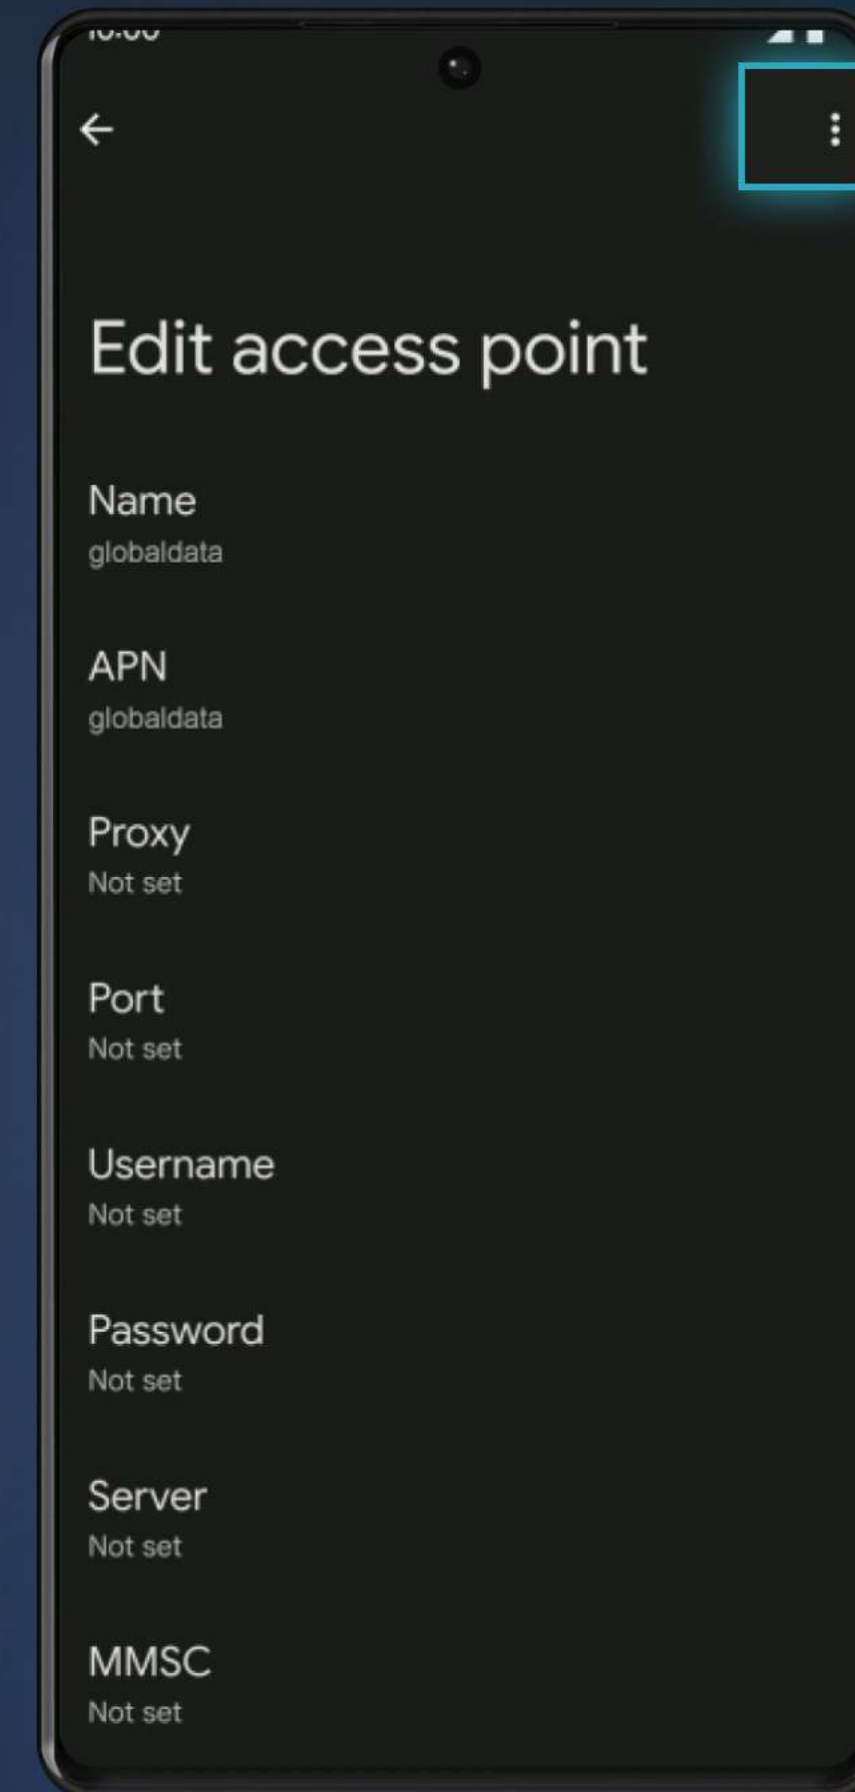 Edit access point
Name
globaldata
APN
globaldata
Proxy
Not set
Port
Not set
Username
Not set
Password
Not set
Server
Not set
MMSC
Not set